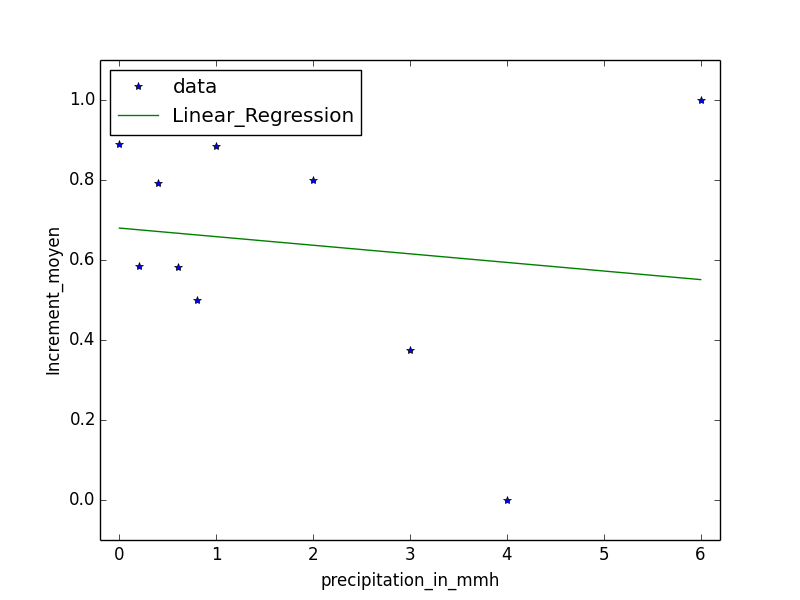 data
Linear_Regression
1.0
0.8
0.6
0.4
0.2
0.0
Increment_moyen
0 1 2 3 4 5 6
precipitation_in_mmh